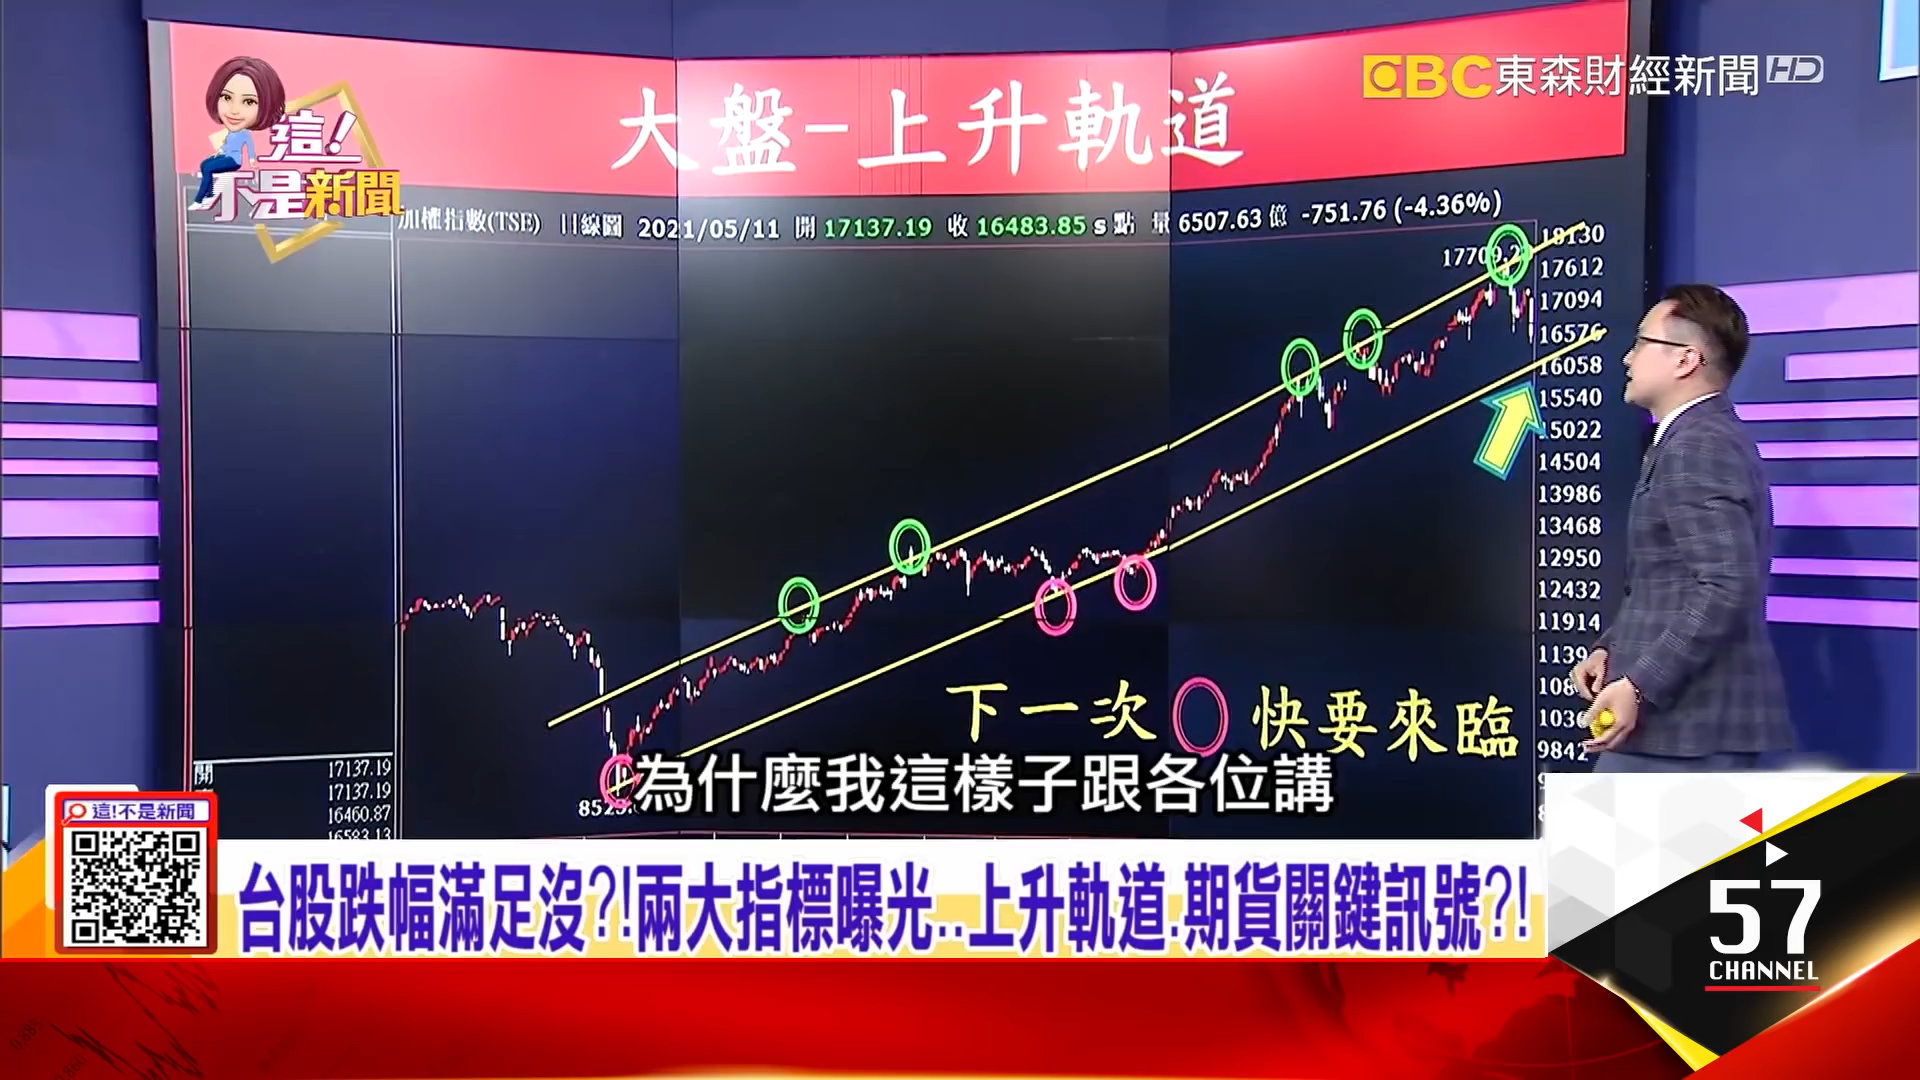 EBC 東森財經新聞 HD
這!
不是新聞
大盤-上升軌道
加權指數(TSE) 日線圖 2021/05/11 開 17137.19 收 16483.85 s 點 量 6507.63 億 -751.76 (-4.36%)
18130
17612
17094
16576
16058
15540
15022
14504
13986
13468
12950
12432
11914
9842
下一次 快要來臨
開 17137.19
17137.19
16460.87
16583.13
為什麼我這樣子跟各位講
這!不是新聞
台股跌幅滿足沒?!兩大指標曝光..上升軌道.期貨關鍵訊號?!
57
CHANNEL